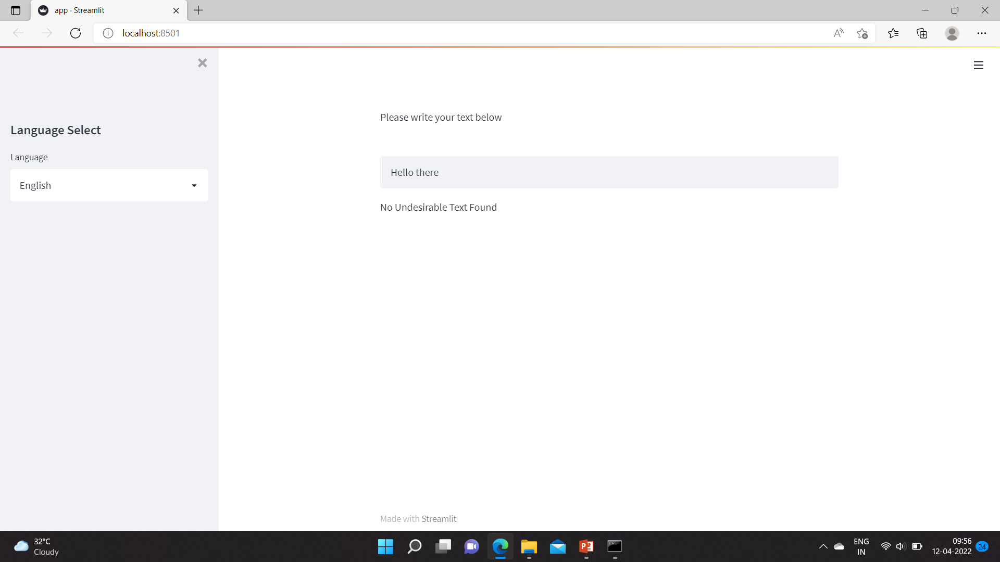 app · Streamlit
localhost:8501
Language Select
Language
English
Please write your text below
Hello there
No Undesirable Text Found
Made with Streamlit
32°C
Cloudy
ENG
IN
09:56
12-04-2022
24